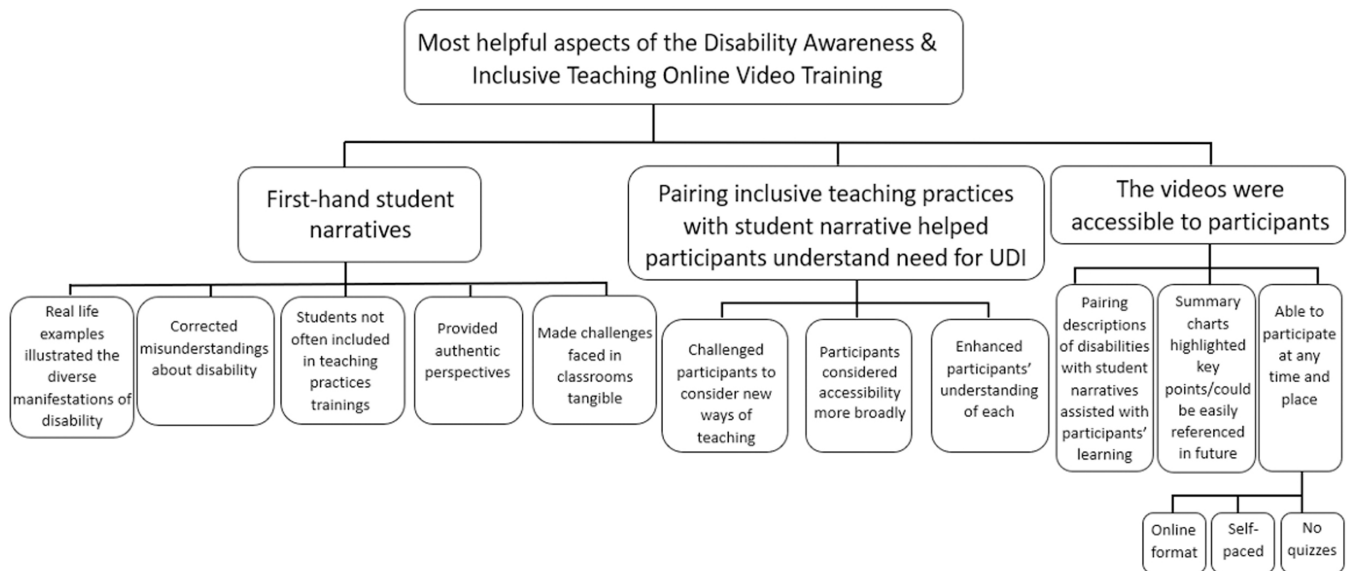 Most helpful aspects of the Disability Awareness &
Inclusive Teaching Online Video Training
First-hand student
narratives
Pairing inclusive teaching practices
with student narrative helped
participants understand need for UDI
The videos were
accessible to participants
Real life
examples
illustrated the
diverse
manifestations of
disability
Corrected
misunderstandings
about disability
Students not
often included
in teaching
practices
trainings
Provided
authentic
perspectives
Made challenges
faced in
classrooms
tangible
Challenged
participants to
consider new
ways of
teaching
Participants
considered
accessibility
more broadly
Enhanced
participants’
understanding
of each
Pairing
descriptions
of disabilities
with student
narratives
assisted with
participants’
learning
Summary
charts
highlighted
key
points/could
be easily
referenced
in future
Able to
participate
at any
time and
place
Online
format
Self-
paced
No
quizzes